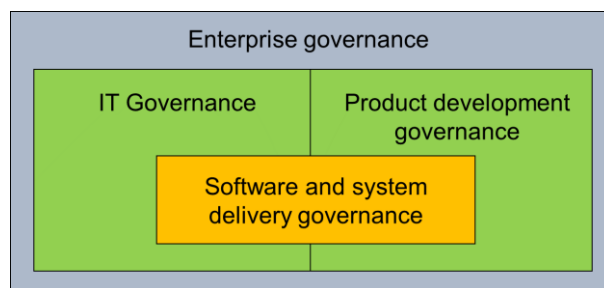 Enterprise governance
IT Governance
Product development
governance
Software and system
delivery governance